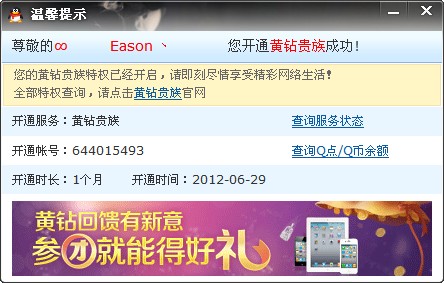 温馨提示
尊敬的∞ Eason 丶 您开通黄钻贵族成功！
您的黄钻贵族特权已经开启，请即刻尽情享受精彩网络生活！
全部特权查询，请点击黄钻贵族官网
开通服务：黄钻贵族 查询服务状态
开通帐号：644015493 查询Q点/Q币余额
开通时长：1个月 开通时间：2012-06-29
黄钻回馈有新意
参团就能得好礼